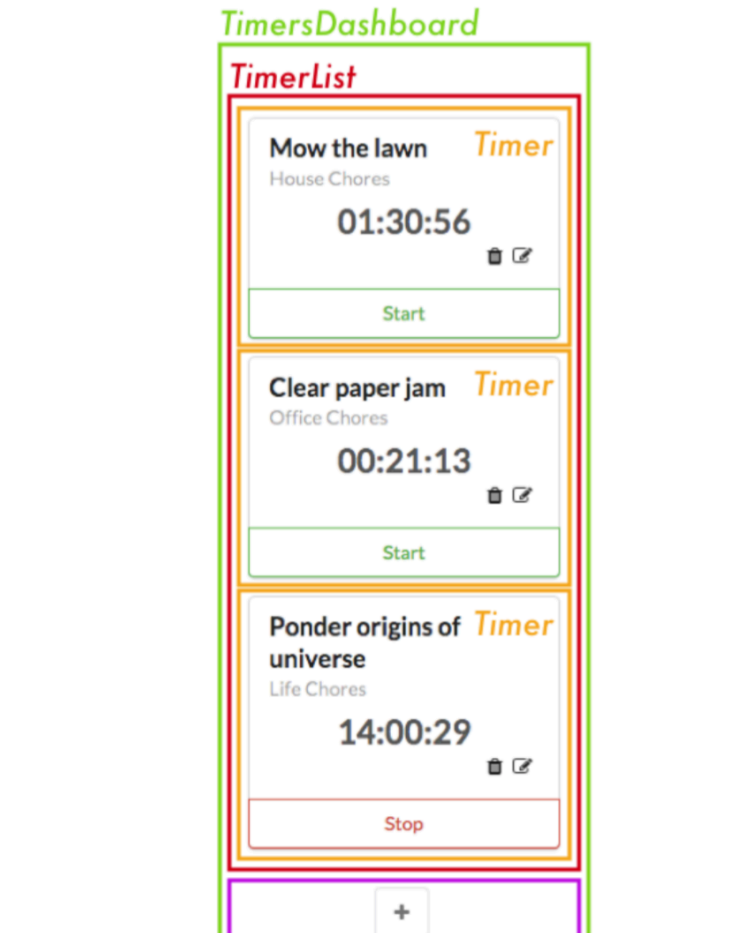 TimersDashboard
TimerList
Mow the lawn Timer
House Chores
01:30:56
Start
Clear paper jam Timer
Office Chores
00:21:13
Start
Ponder origins of Timer
universe
Life Chores
14:00:29
Stop
+